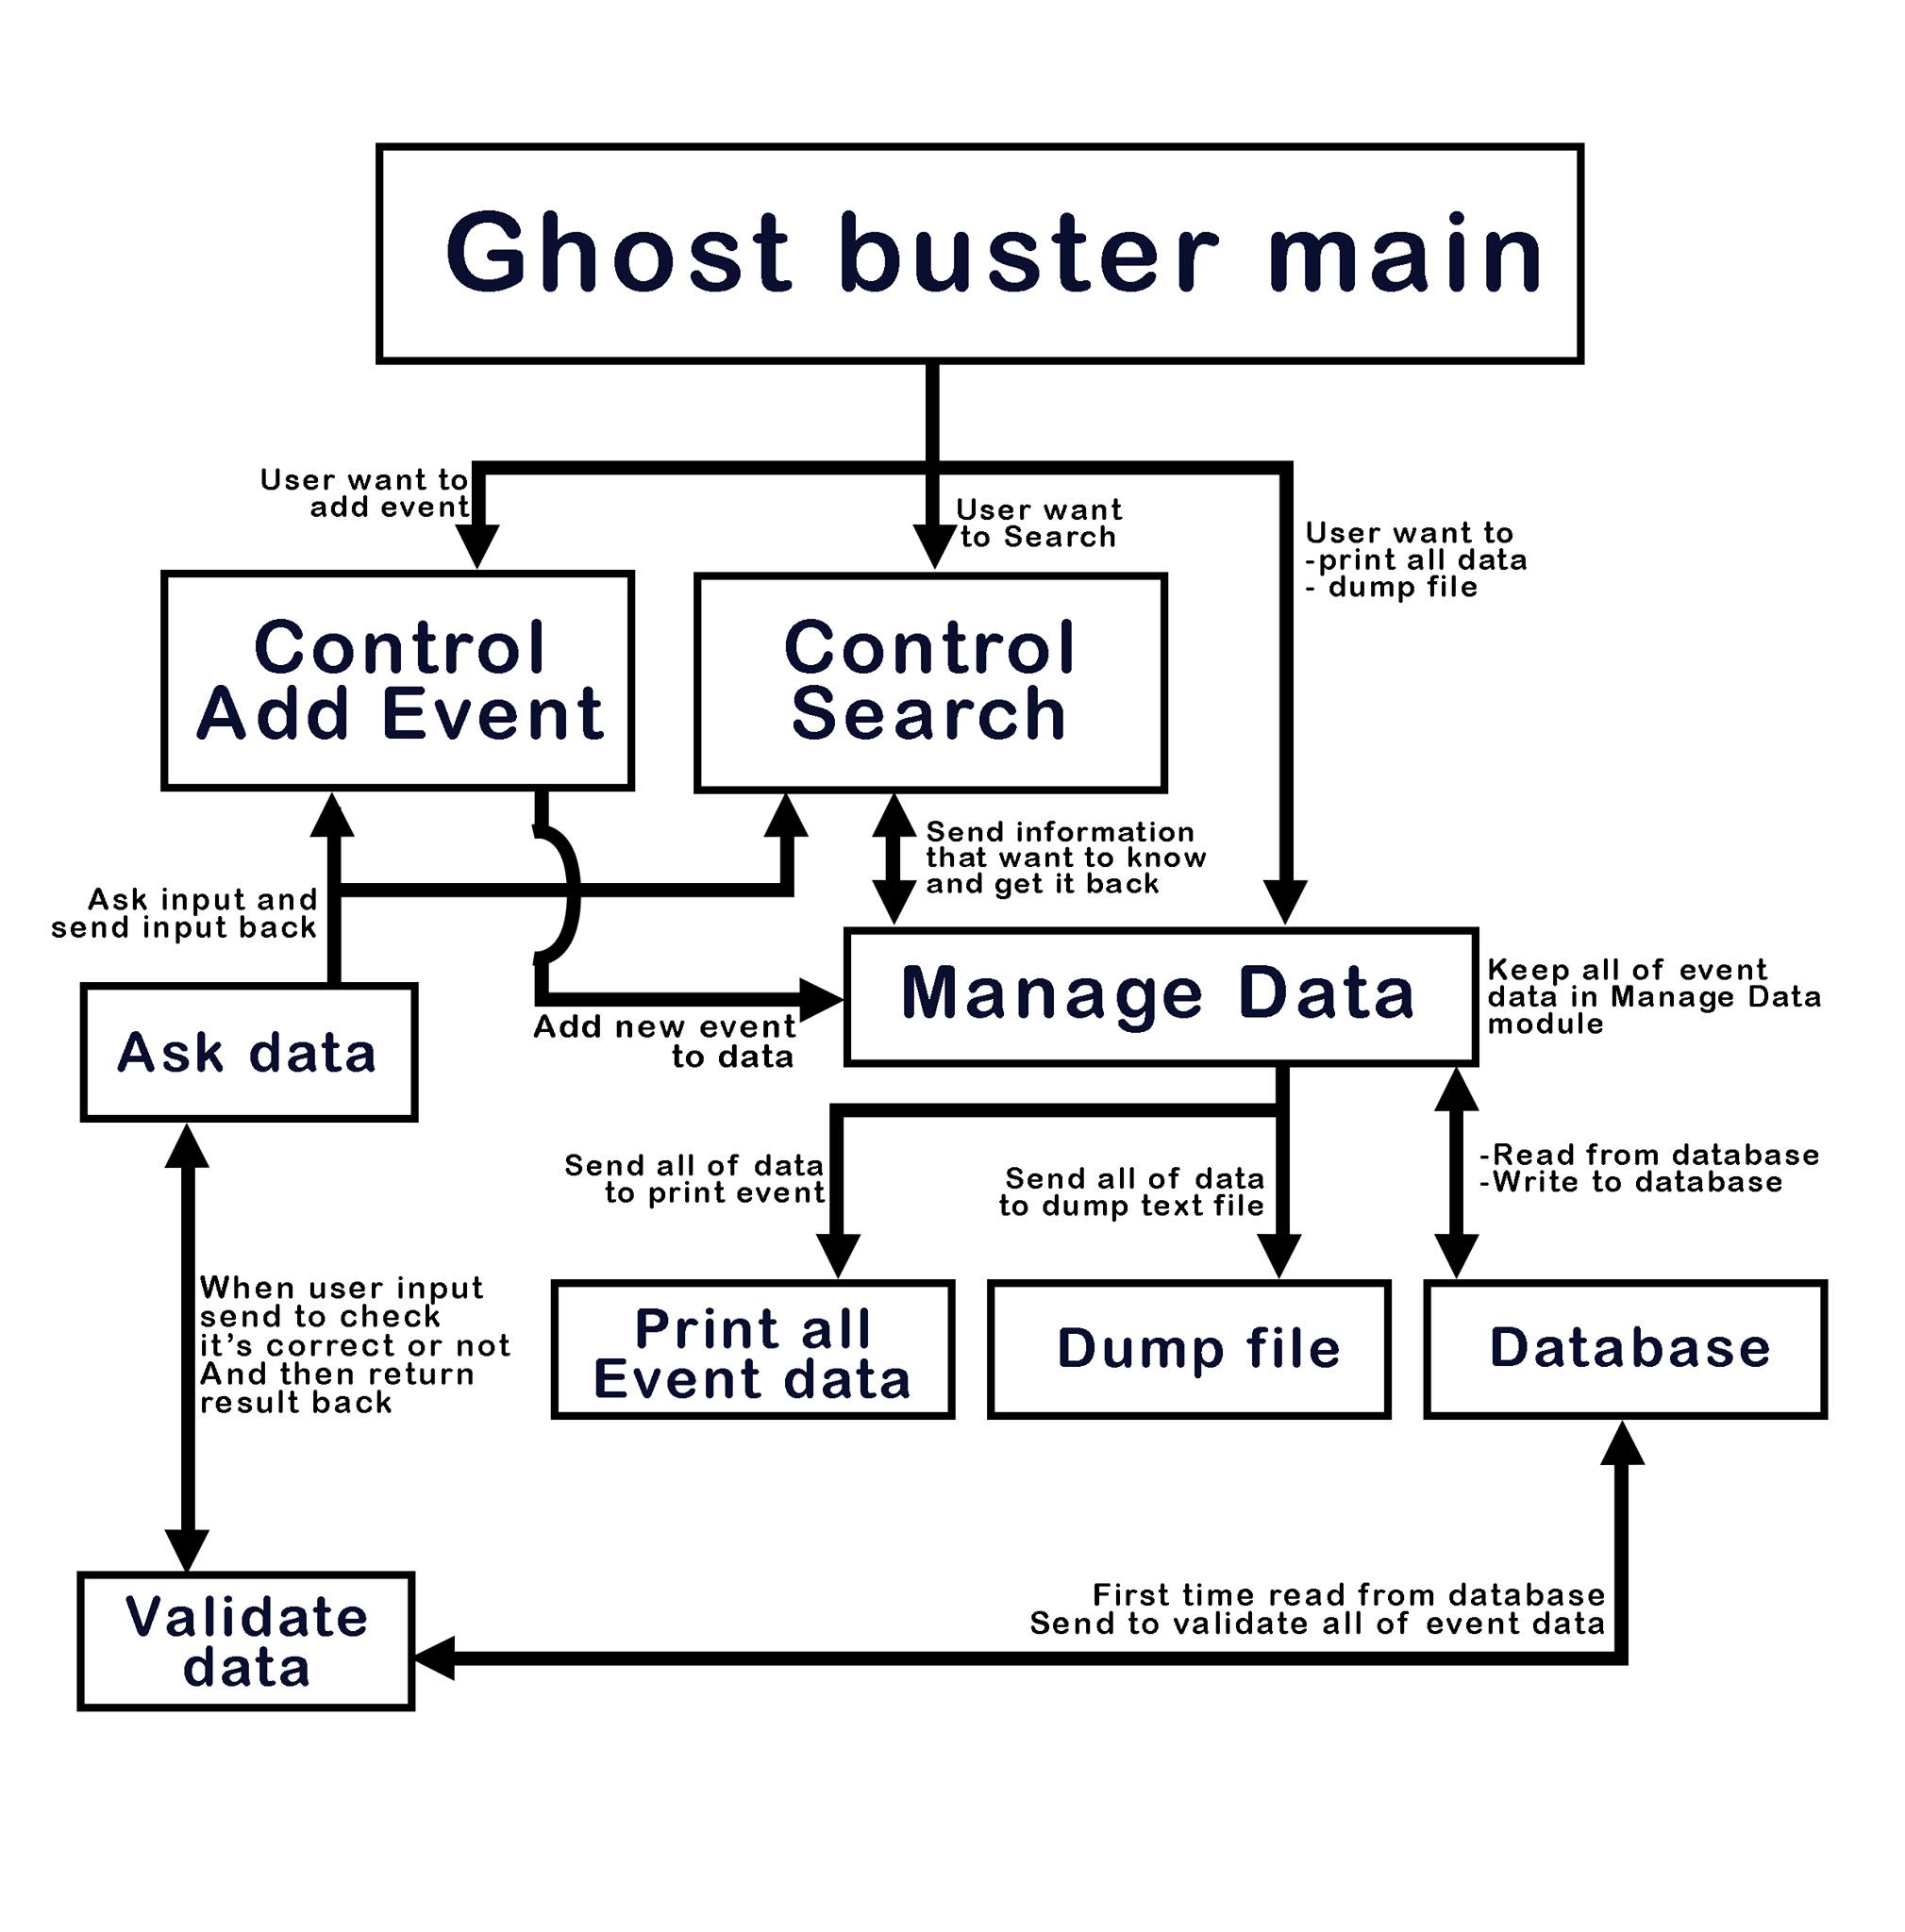 Ghost buster main
User want to
add event
User want
to Search
User want to
-print all data
- dump file
Control
Add Event
Control
Search
Send information
that want to know
and get it back
Ask input and
send input back
Manage Data
Keep all of event
data in Manage Data
module
Add new event
to data
Ask data
Send all of data
to print event
Send all of data
to dump text file
-Read from database
-Write to database
When user input
send to check
it’s correct or not
And then return
result back
Print all
Event data
Dump file
Database
First time read from database
Send to validate all of event data
Validate
data